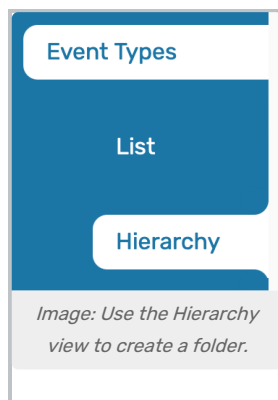 Event Types
List
Hierarchy
Image: Use the Hierarchy
view to create a folder.